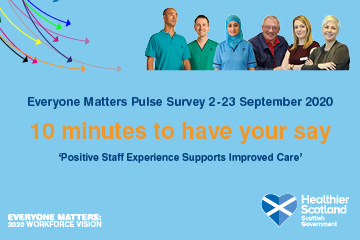 Everyone Matters Pulse Survey 2-23 September 2020
10 minutes to have your say
‘Positive Staff Experience Supports Improved Care’
EVERYONE MATTERS:
2020 WORKFORCE VISION
Healthier
Scotland
Scottish
Government